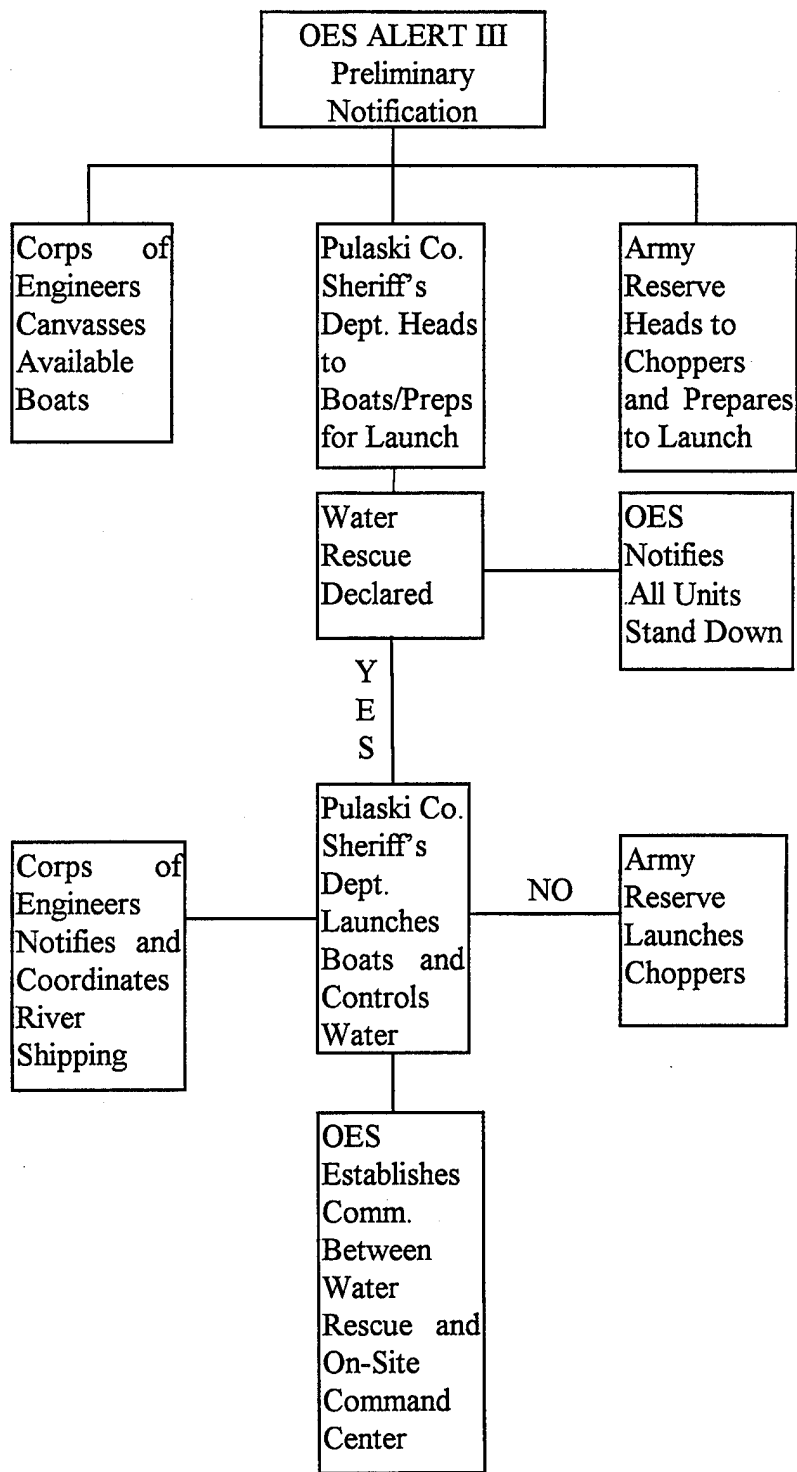 OES ALERT III
Preliminary
Notification
Corps of
Engineers
Canvasses
Available
Boats
Pulaski Co.
Sheriff's
Dept. Heads
to
Boats/Preps
for Launch
Army
Reserve
Heads to
Choppers
and Prepares
to Launch
Water
Rescue
Declared
OES
Notifies
All Units
Stand Down
Y
E
S
Corps of
Engineers
Notifies and
Coordinates
River
Shipping
Pulaski Co.
Sheriff's
Dept.
Launches
Boats and
Controls
Water
NO
Army
Reserve
Launches
Choppers
OES
Establishes
Comm.
Between
Water
Rescue and
On-Site
Command
Center